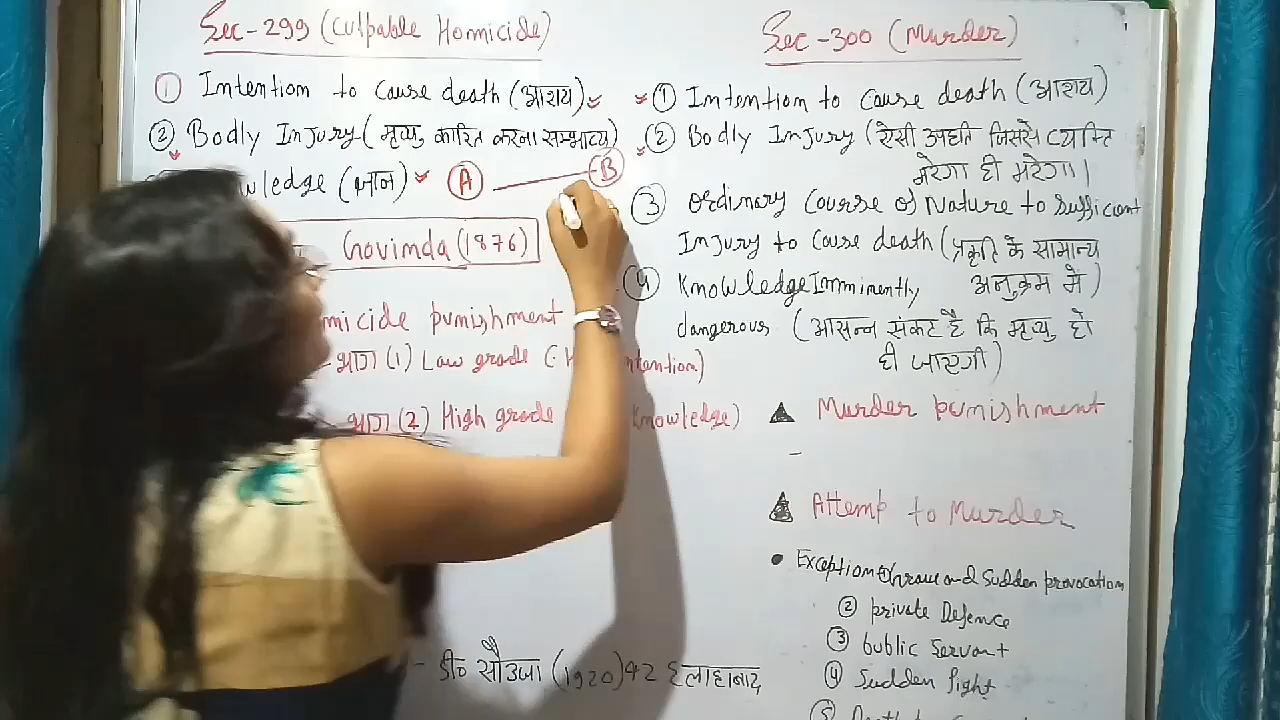 Sec-299 (Culpable Homicide)
① Intention to cause death (आशय)
② Bodly Injury (मृत्यु कारित करना सम्भाव्य)
wledge (ज्ञान) Ⓐ — Ⓑ
Govinda (1876)
micide punishment
भाग (1) Law grade ( ntention)
भाग (2) High grade Knowledge)
- डी० सौउजा (1920) 42 इलाहाबाद
Sec-300 (Murder)
① Intention to cause death (आशय)
② Bodly Injury (ऐसी उपहति जिससे व्यक्ति
मरेगा ही मरेगा।
③ Ordinary Course of Nature to Sufficient
Injury to cause death (प्रकृति के सामान्य
अनुक्रम में)
④ Knowledge Imminently
dangerous (आसन्न संकट है कि मृत्यु हो
ही जाएगी)
▲ Murder punishment
-
▲ Attemp to Murder
• Exception and Sudden provocation
② private Defence
③ Public Servant
④ Sudden fight
⑤